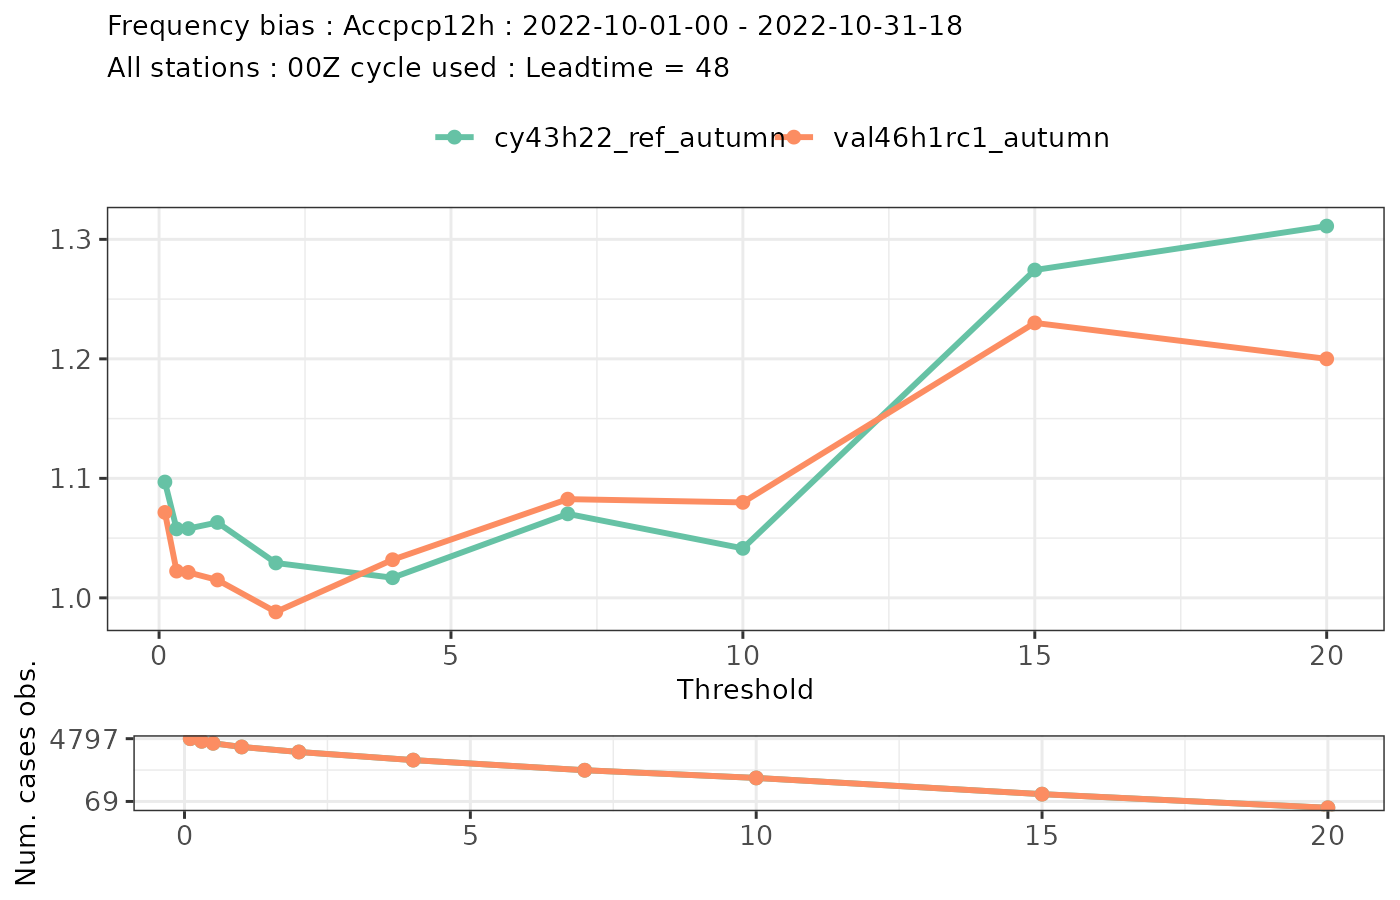 Frequency bias : Accpcp12h : 2022-10-01-00 - 2022-10-31-18
All stations : 00Z cycle used : Leadtime = 48
cy43h22_ref_autumn val46h1rc1_autumn
1.3
1.2
1.1
1.0
0 5 10 15 20
Threshold
Num. cases obs.
4797
69
0 5 10 15 20